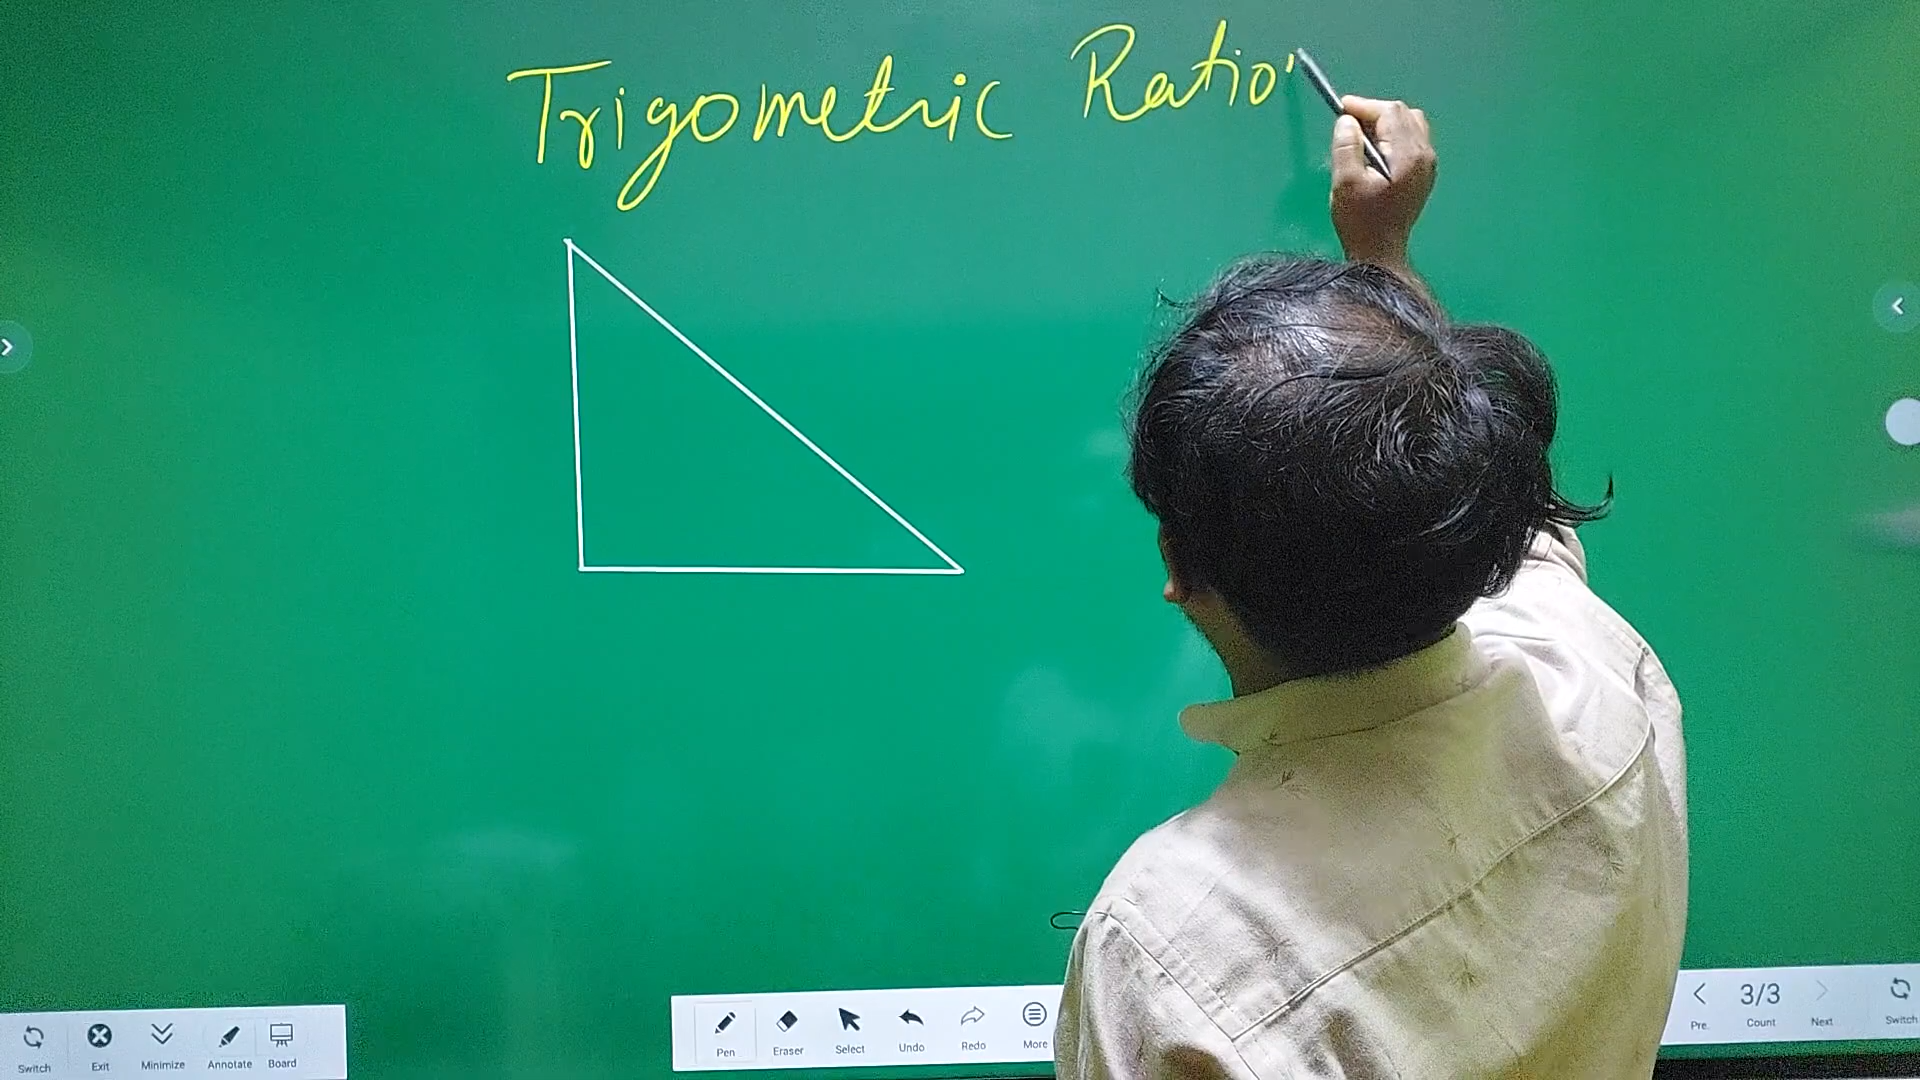 Trigometric Ratio
Switch
Exit
Minimize
Annotate
Board
Pen
Eraser
Select
Undo
Redo
More
3/3
Pre.
Count
Next
Switch